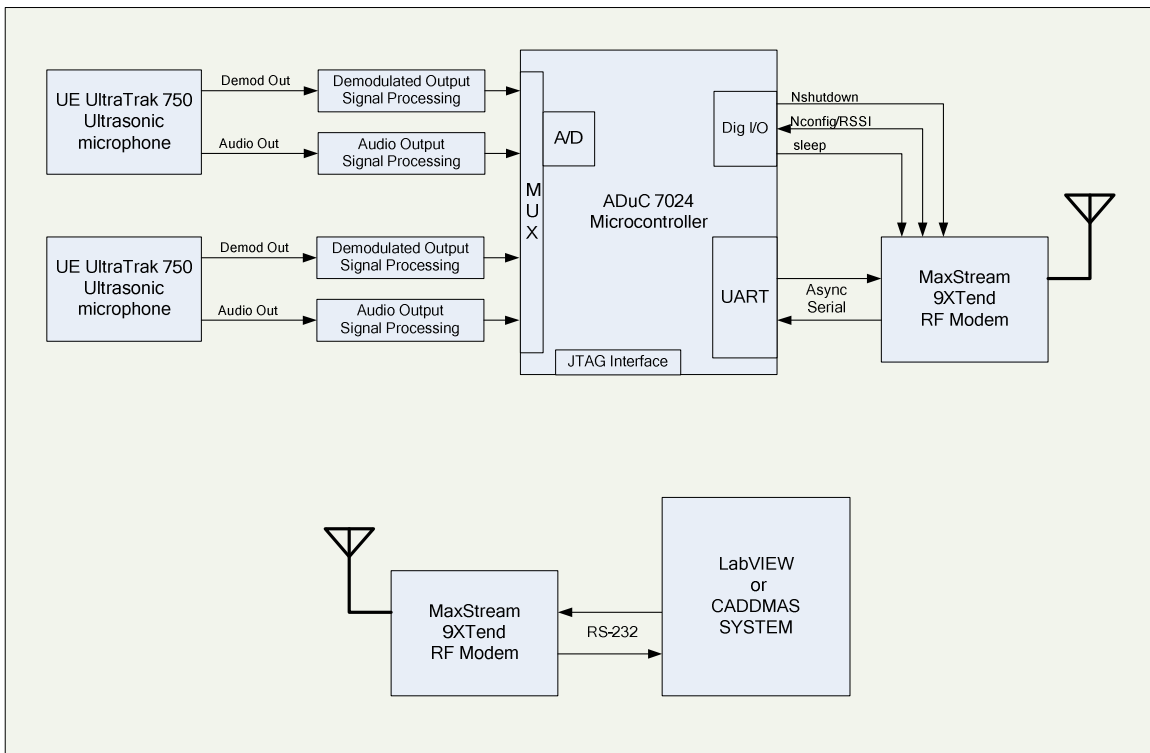 UE UltraTrak 750
Ultrasonic
microphone
Demod Out
Audio Out
Demodulated Output
Signal Processing
Audio Output
Signal Processing
UE UltraTrak 750
Ultrasonic
microphone
Demod Out
Audio Out
Demodulated Output
Signal Processing
Audio Output
Signal Processing
M
U
X
A/D
ADuC 7024
Microcontroller
JTAG Interface
Dig I/O
UART
Nshutdown
Nconfig/RSSI
sleep
Async
Serial
MaxStream
9XTend
RF Modem
MaxStream
9XTend
RF Modem
RS-232
LabVIEW
or
CADDMAS
SYSTEM